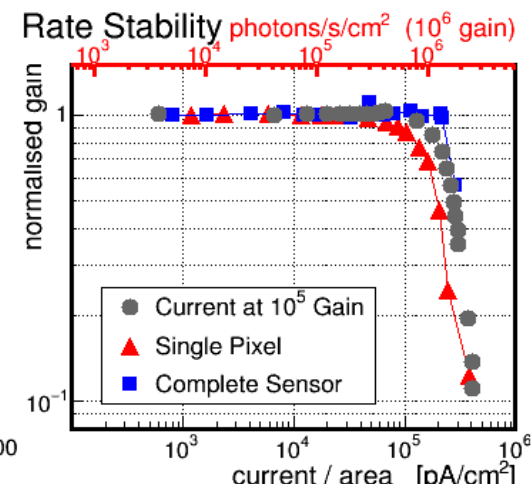 Rate Stability photons/s/cm² (10⁶ gain)
10³ 10⁴ 10⁵ 10⁶
normalised gain
1
Current at 10⁵ Gain
Single Pixel
Complete Sensor
10⁻¹
00 10³ 10⁴ 10⁵ 10⁶
current / area [pA/cm²]